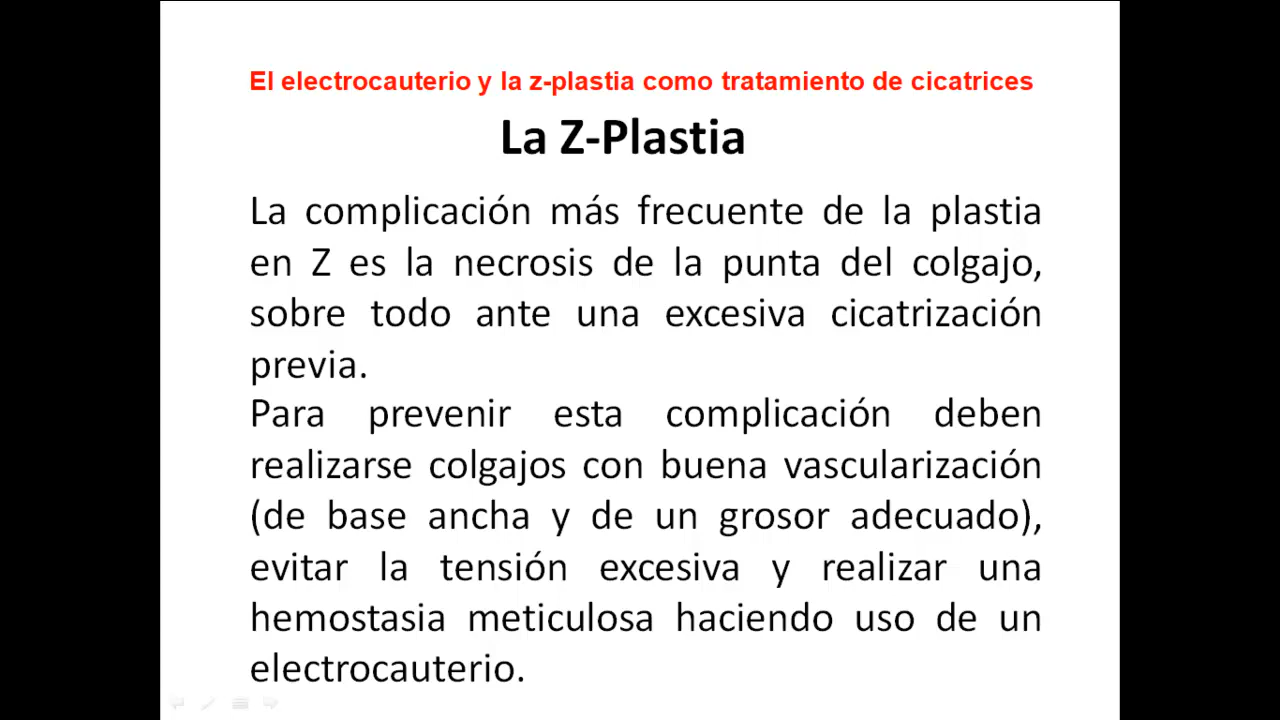 El electrocauterio y la z-plastia como tratamiento de cicatrices
La Z-Plastia
La complicación más frecuente de la plastia
en Z es la necrosis de la punta del colgajo,
sobre todo ante una excesiva cicatrización
previa.
Para prevenir esta complicación deben
realizarse colgajos con buena vascularización
(de base ancha y de un grosor adecuado),
evitar la tensión excesiva y realizar una
hemostasia meticulosa haciendo uso de un
electrocauterio.